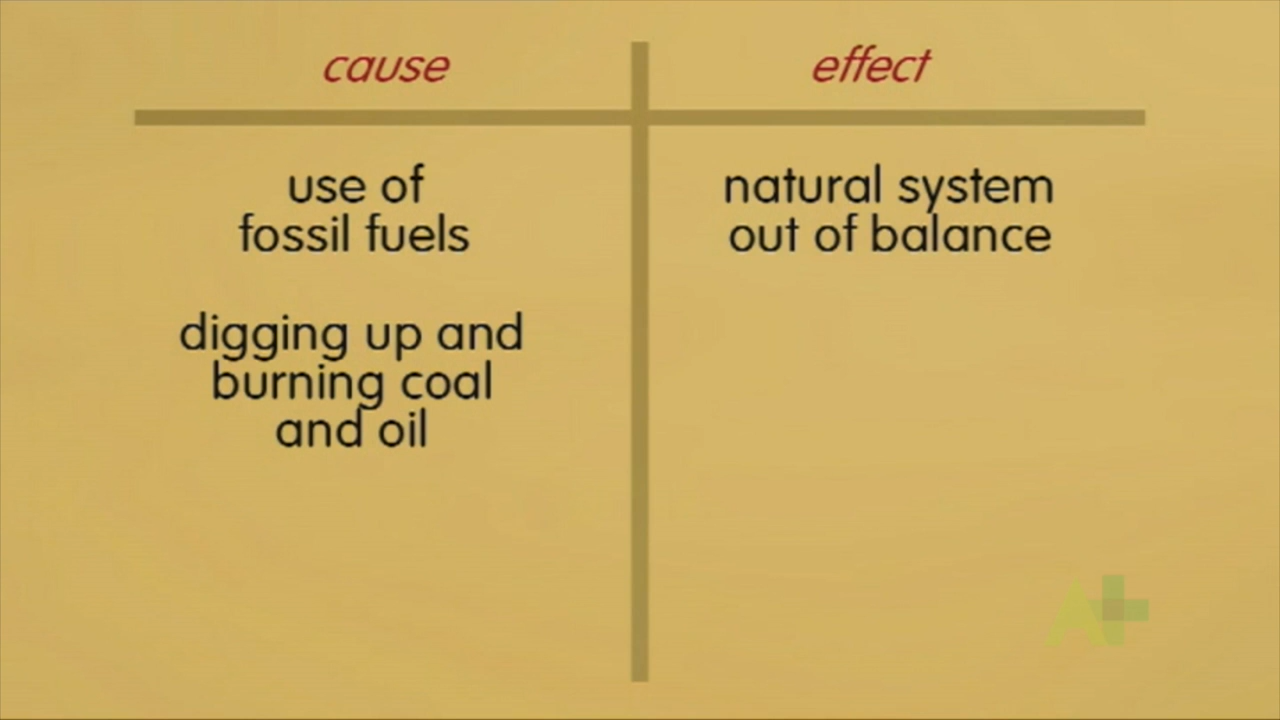 cause
effect
use of
fossil fuels
natural system
out of balance
digging up and
burning coal
and oil
A+